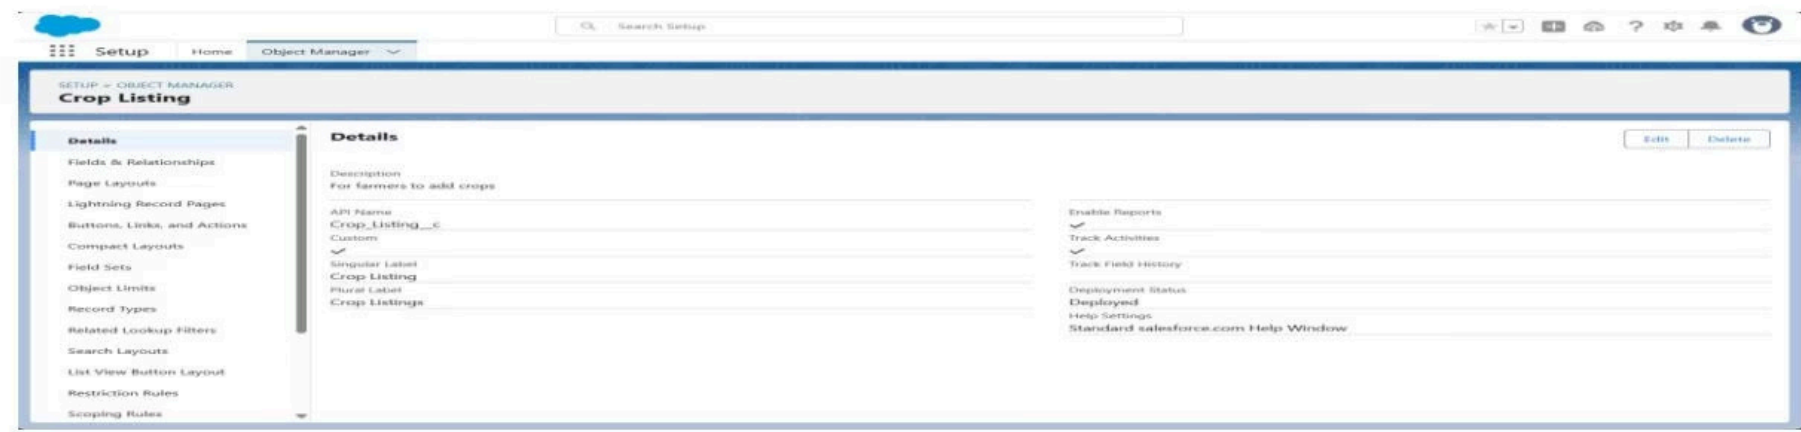 Search Setup
Setup
Home
Object Manager
SETUP > OBJECT MANAGER
Crop Listing
Details
Fields & Relationships
Page Layouts
Lightning Record Pages
Buttons, Links, and Actions
Compact Layouts
Field Sets
Object Limits
Record Types
Related Lookup Filters
Search Layouts
List View Button Layout
Restriction Rules
Scoping Rules
Details
Edit
Delete
Description
For farmers to add crops
API Name
Crop_Listing__c
Custom
Singular Label
Crop Listing
Plural Label
Crop Listings
Enable Reports
Track Activities
Track Field History
Deployment Status
Deployed
Help Settings
Standard salesforce.com Help Window